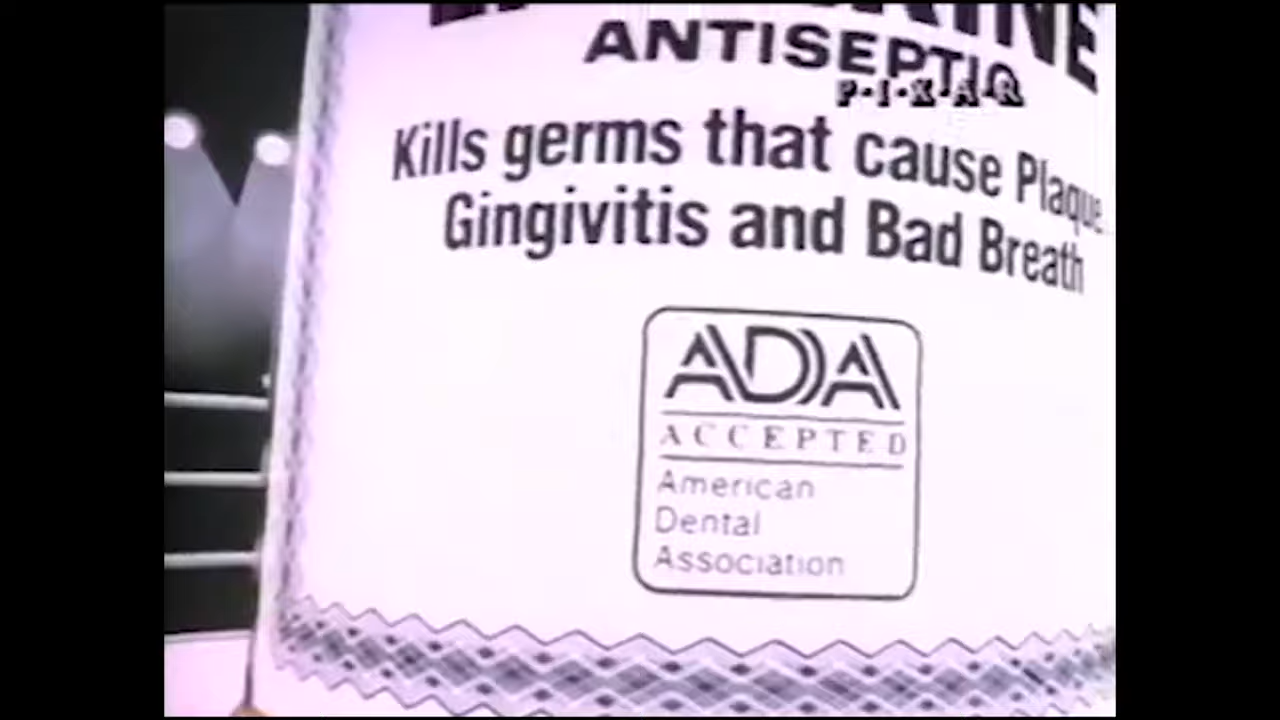 ANTISEPTIC
P·I·X·A·R
Kills germs that cause Plaque
Gingivitis and Bad Breath
ADA
ACCEPTED
American
Dental
Association